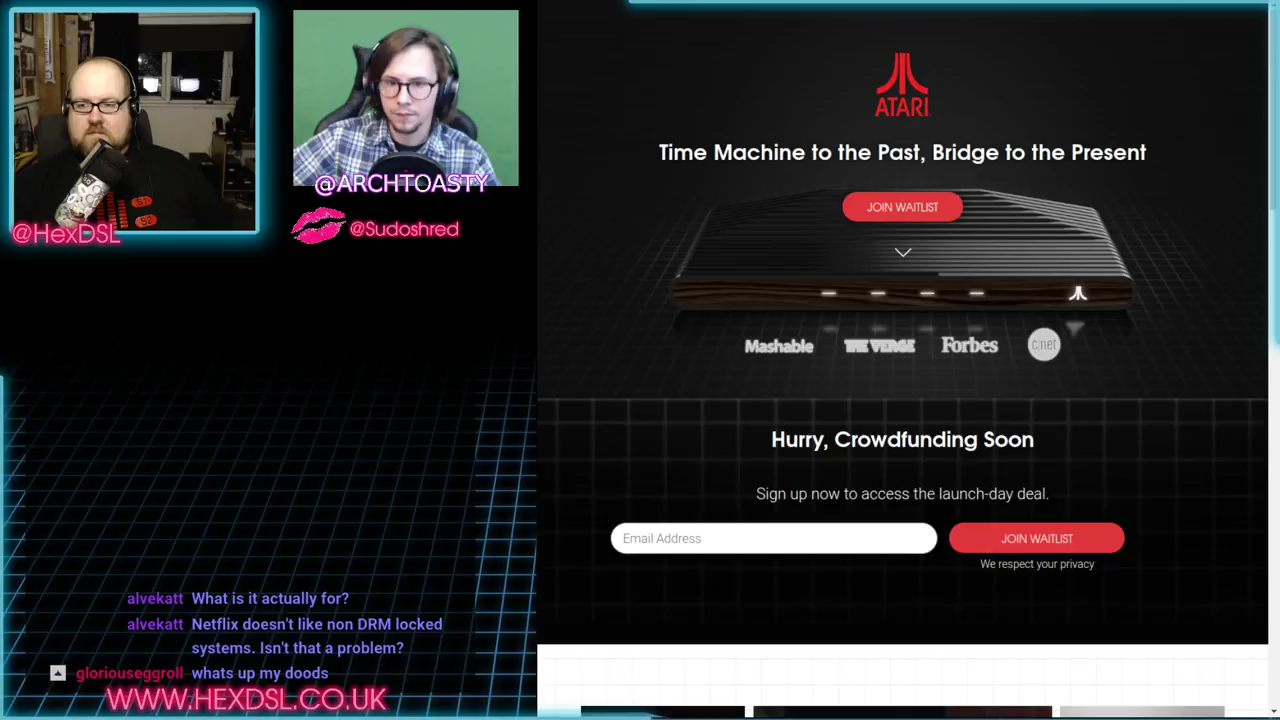 @HexDSL
@ARCHTOASTY
@Sudoshred
ATARI
Time Machine to the Past, Bridge to the Present
JOIN WAITLIST
Mashable
THE VERGE
Forbes
c|net
Hurry, Crowdfunding Soon
Sign up now to access the launch-day deal.
Email Address
JOIN WAITLIST
We respect your privacy
alvekatt What is it actually for?
alvekatt Netflix doesn't like non DRM locked
systems. Isn't that a problem?
gloriouseggroll whats up my doods
WWW.HEXDSL.CO.UK